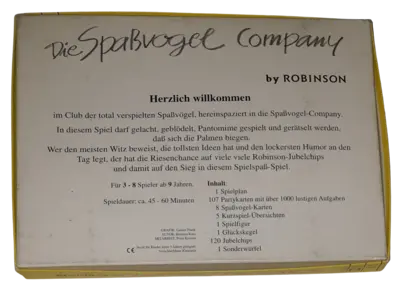 Die Spaßvogel Company
by ROBINSON
Herzlich willkommen
im Club der total verspielten Spaßvögel, hereinspaziert in die Spaßvogel-Company.
In diesem Spiel darf gelacht, geblödelt, Pantomime gespielt und gerätselt werden,
daß sich die Palmen biegen.
Wer den meisten Witz beweist, die tollsten Ideen hat und den lockersten Humor an den
Tag legt, der hat die Riesenchance auf viele viele Robinson-Jubelchips
und damit auf den Sieg in diesem Spielspaß-Spiel.
Für 3 - 8 Spieler ab 9 Jahren.
Spieldauer: ca. 45 - 60 Minuten
Inhalt:
1 Spielplan
107 Partykarten mit über 1000 lustigen Aufgaben
8 Spaßvogel-Karten
5 Kurzspiel-Übersichten
1 Spielfigur
1 Glückskegel
120 Jubelchips
1 Sonderwürfel
CE